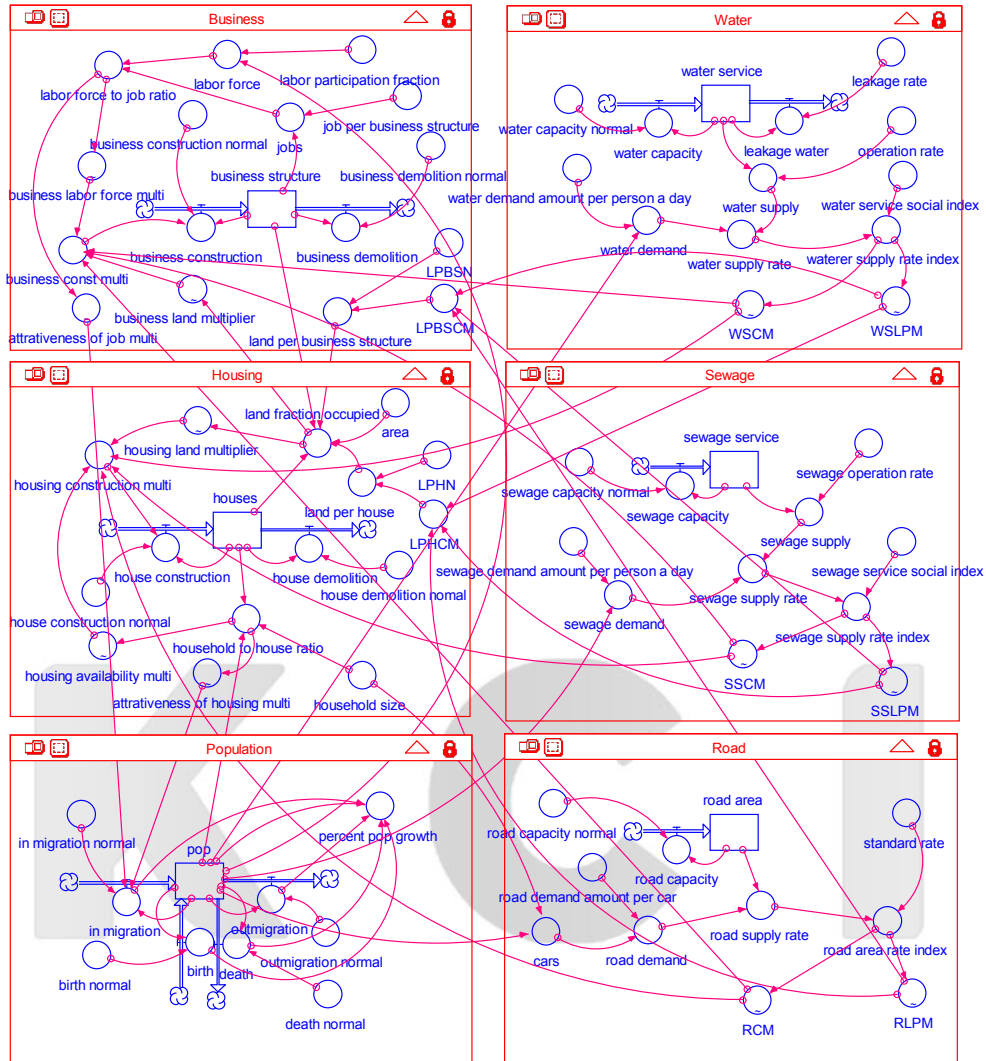 Business
labor participation fraction
labor force
labor force to job ratio
job per business structure
business construction normal
jobs
business structure
business demolition normal
business labor force multi
business construction
business demolition
business const multi
LPBSN
business land multiplier
LPBSCM
attrativeness of job multi
land per business structure
Water
water service
leakage rate
water capacity normal
water capacity
leakage water
operation rate
water demand amount per person a day
water supply
water service social index
water demand
water supply rate
waterer supply rate index
WSCM
WSLPM
Housing
land fraction occupied
area
housing land multiplier
housing construction multi
LPHN
houses
land per house
LPHCM
house construction
house demolition
house demolition nomal
house construction normal
household to house ratio
housing availability multi
attrativeness of housing multi
household size
Sewage
sewage service
sewage operation rate
sewage capacity normal
sewage capacity
sewage supply
sewage demand amount per person a day
sewage service social index
sewage supply rate
sewage demand
sewage supply rate index
SSCM
SSLPM
Population
in migration normal
percent pop growth
pop
in migration
outmigration
birth
death
outmigration normal
birth normal
death normal
Road
road area
road capacity normal
standard rate
road capacity
road demand amount per car
road supply rate
cars
road demand
road area rate index
RCM
RLPM
KCI